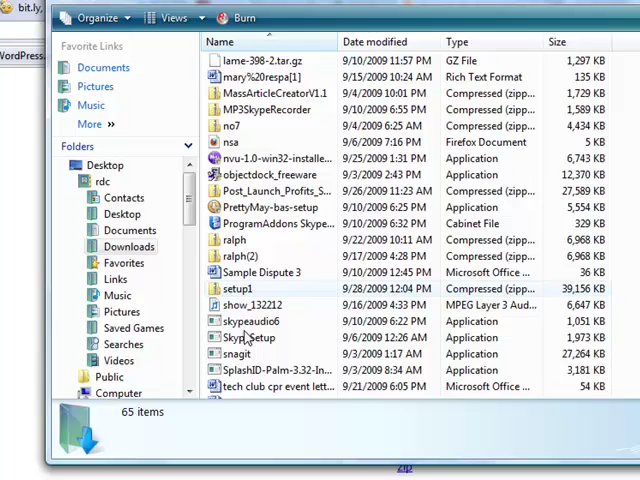 bit.ly,
WordPress.
Organize Views Burn
Favorite Links
Documents
Pictures
Music
More »
Folders
Desktop
rdc
Contacts
Desktop
Documents
Downloads
Favorites
Links
Music
Pictures
Saved Games
Searches
Videos
Public
Computer
Name Date modified Type Size
lame-398-2.tar.gz 9/10/2009 11:57 PM GZ File 1,297 KB
mary%20respa[1] 9/15/2009 10:24 AM Rich Text Format 135 KB
MassArticleCreatorV1.1 9/4/2009 10:01 PM Compressed (zipp... 1,729 KB
MP3SkypeRecorder 9/10/2009 6:55 PM Compressed (zipp... 1,589 KB
no7 9/4/2009 6:25 AM Compressed (zipp... 4,434 KB
nsa 9/6/2009 7:16 PM Firefox Document 5 KB
nvu-1.0-win32-installe... 9/25/2009 1:31 PM Application 6,743 KB
objectdock_freeware 9/3/2009 2:43 PM Application 12,370 KB
Post_Launch_Profits_S... 9/26/2009 11:23 AM Compressed (zipp... 27,589 KB
PrettyMay-bas-setup 9/10/2009 6:27 PM Application 5,554 KB
ProgramAddons Skype... 9/10/2009 6:32 PM Cabinet File 329 KB
ralph 9/22/2009 10:11 AM Compressed (zipp... 6,968 KB
ralph(2) 9/17/2009 4:28 PM Compressed (zipp... 6,968 KB
Sample Dispute 3 9/10/2009 12:45 PM Microsoft Office ... 36 KB
setup1 9/28/2009 12:04 PM Compressed (zipp... 39,156 KB
show_132212 9/16/2009 4:33 PM MPEG Layer 3 Aud... 6,647 KB
skypeaudio6 9/10/2009 6:22 PM Application 1,051 KB
SkypeSetup 9/6/2009 12:26 AM Application 1,973 KB
snagit 9/3/2009 1:17 AM Application 27,264 KB
SplashID-Palm-3.32-In... 9/3/2009 8:34 AM Application 3,181 KB
tech club cpr event lett... 9/21/2009 6:05 PM Microsoft Office ... 54 KB
65 items
zip